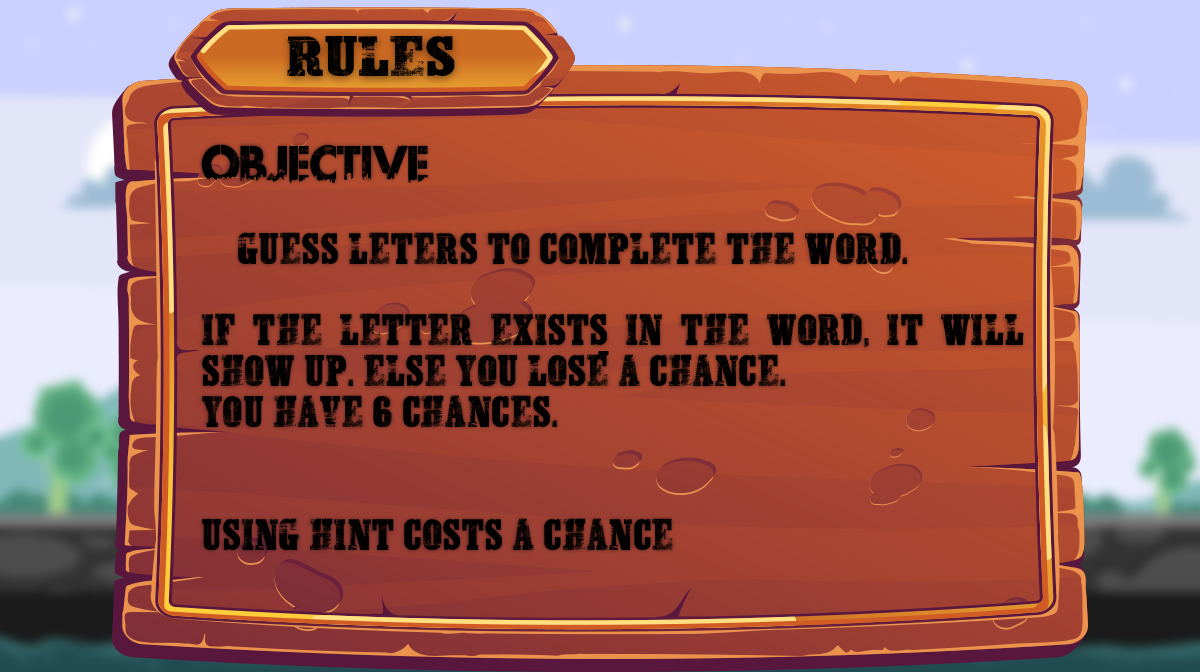 RULES
OBJECTIVE
GUESS LETERS TO COMPLETE THE WORD.
IF THE LETTER EXISTS IN THE WORD, IT WILL
SHOW UP. ELSE YOU LOSE A CHANCE.
YOU HAVE 6 CHANCES.
USING HINT COSTS A CHANCE